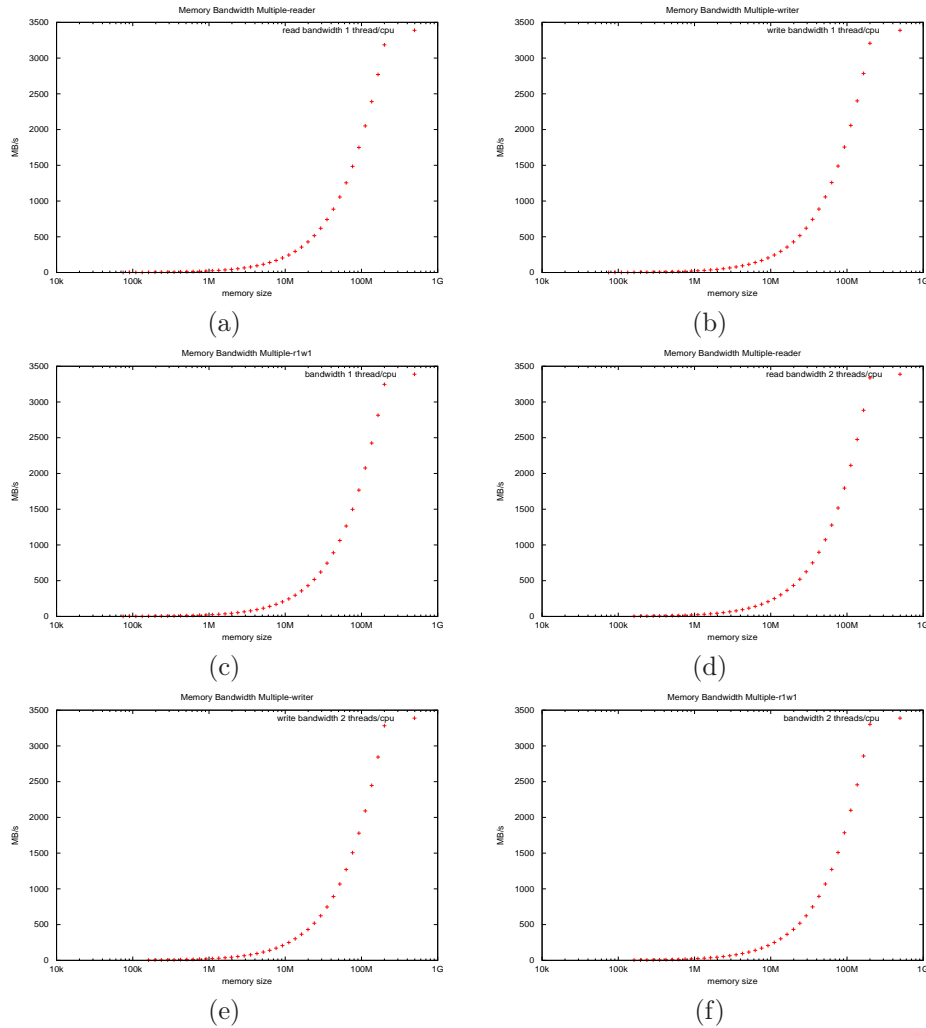 Memory Bandwidth Multiple-reader
read bandwidth 1 thread/cpu
MB/s
3500
3000
2500
2000
1500
1000
500
0
10k 100k 1M 10M 100M 1G
memory size
(a)
Memory Bandwidth Multiple-writer
write bandwidth 1 thread/cpu
MB/s
3500
3000
2500
2000
1500
1000
500
0
10k 100k 1M 10M 100M 1G
memory size
(b)
Memory Bandwidth Multiple-r1w1
bandwidth 1 thread/cpu
MB/s
3500
3000
2500
2000
1500
1000
500
0
10k 100k 1M 10M 100M 1G
memory size
(c)
Memory Bandwidth Multiple-reader
read bandwidth 2 threads/cpu
MB/s
3500
3000
2500
2000
1500
1000
500
0
10k 100k 1M 10M 100M 1G
memory size
(d)
Memory Bandwidth Multiple-writer
write bandwidth 2 threads/cpu
MB/s
3500
3000
2500
2000
1500
1000
500
0
10k 100k 1M 10M 100M 1G
memory size
(e)
Memory Bandwidth Multiple-r1w1
bandwidth 2 threads/cpu
MB/s
3500
3000
2500
2000
1500
1000
500
0
10k 100k 1M 10M 100M 1G
memory size
(f)